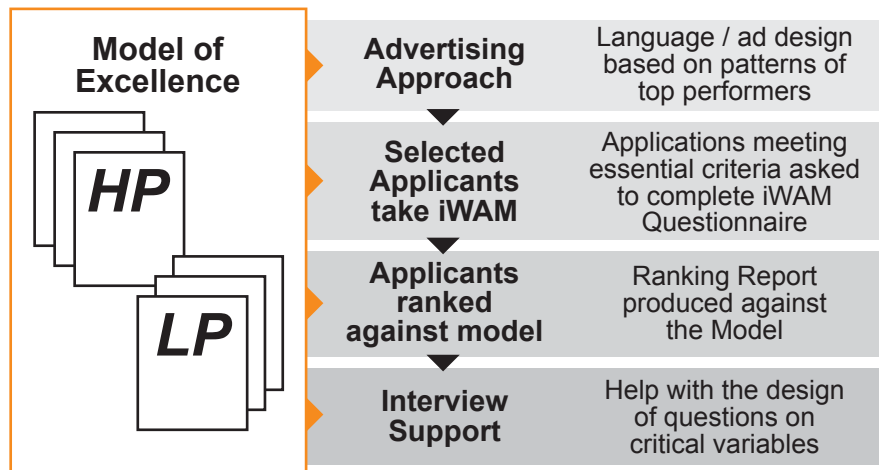 Model of
Excellence
HP
LP
Advertising
Approach
Language / ad design
based on patterns of
top performers
Selected
Applicants
take iWAM
Applications meeting
essential criteria asked
to complete iWAM
Questionnaire
Applicants
ranked
against model
Ranking Report
produced against
the Model
Interview
Support
Help with the design
of questions on
critical variables